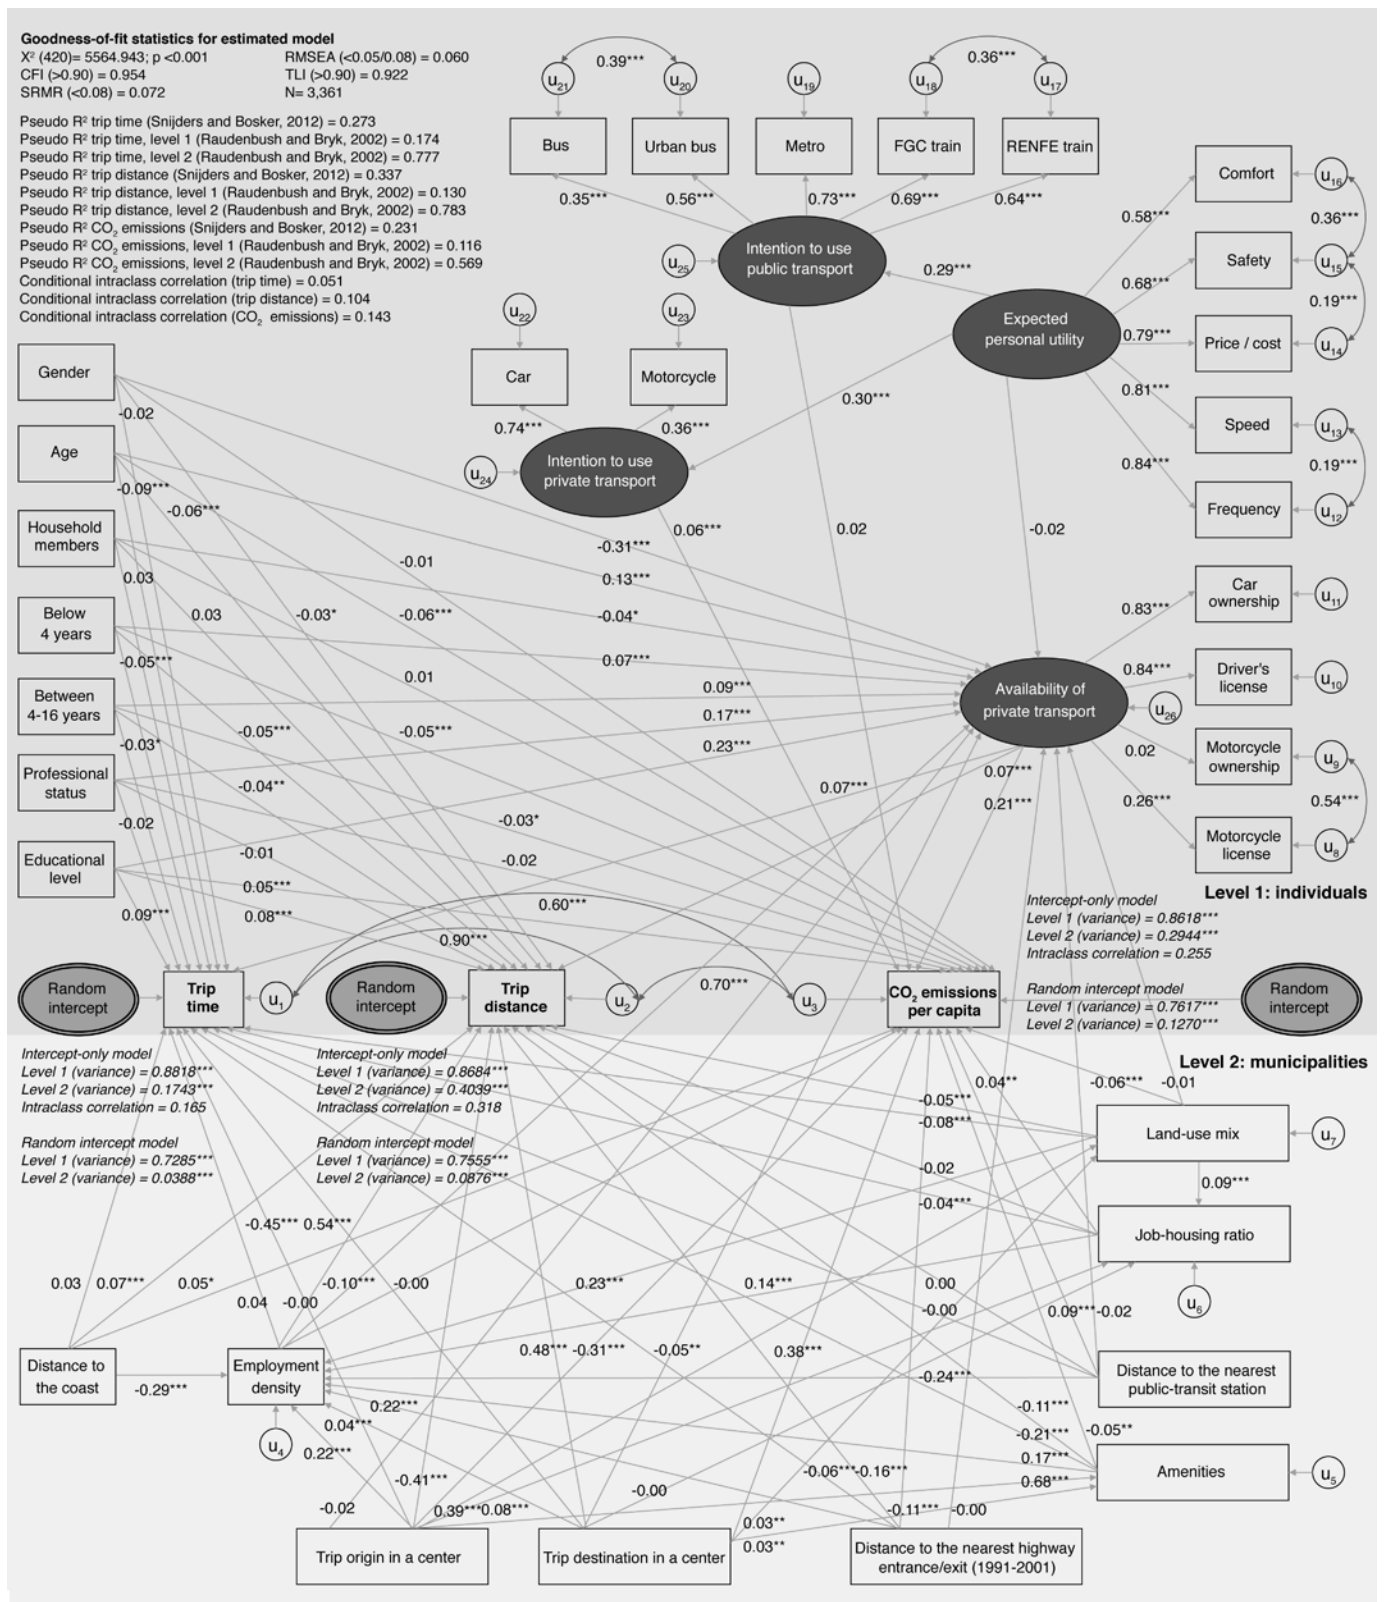 Goodness-of-fit statistics for estimated model
X² (420)= 5564.943; p <0.001
RMSEA (<0.05/0.08) = 0.060
CFI (>0.90) = 0.954
TLI (>0.90) = 0.922
SRMR (<0.08) = 0.072
N= 3,361
Pseudo R² trip time (Snijders and Bosker, 2012) = 0.273
Pseudo R² trip time, level 1 (Raudenbush and Bryk, 2002) = 0.174
Pseudo R² trip time, level 2 (Raudenbush and Bryk, 2002) = 0.777
Pseudo R² trip distance (Snijders and Bosker, 2012) = 0.337
Pseudo R² trip distance, level 1 (Raudenbush and Bryk, 2002) = 0.130
Pseudo R² trip distance, level 2 (Raudenbush and Bryk, 2002) = 0.783
Pseudo R² CO₂ emissions (Snijders and Bosker, 2012) = 0.231
Pseudo R² CO₂ emissions, level 1 (Raudenbush and Bryk, 2002) = 0.116
Pseudo R² CO₂ emissions, level 2 (Raudenbush and Bryk, 2002) = 0.569
Conditional intraclass correlation (trip time) = 0.051
Conditional intraclass correlation (trip distance) = 0.104
Conditional intraclass correlation (CO₂ emissions) = 0.143
0.39***
0.36***
u₂₁
u₂₀
u₁₉
u₁₈
u₁₇
Bus
Urban bus
Metro
FGC train
RENFE train
0.35***
0.56***
0.73***
0.69***
0.64***
Intention to use
public transport
u₂₅
0.29***
Expected
personal utility
0.58***
0.68***
0.79***
0.81***
0.84***
Comfort
u₁₆
0.36***
Safety
u₁₅
0.19***
Price / cost
u₁₄
Speed
u₁₃
0.19***
Frequency
u₁₂
u₂₂
u₂₃
Car
Motorcycle
0.74***
0.36***
0.30***
u₂₄
Intention to use
private transport
0.06***
0.02
-0.02
Gender
-0.02
Age
-0.09***
-0.06***
Household
members
-0.31***
-0.01
0.13***
0.03
Below
4 years
0.03
-0.03*
-0.06***
-0.04*
-0.05***
0.07***
0.01
Between
4-16 years
0.09***
0.17***
-0.03*
-0.05***
-0.05***
0.23***
Professional
status
-0.04**
0.07***
0.07***
0.21***
-0.02
-0.03*
Educational
level
-0.01
-0.02
0.05***
0.09***
0.08***
0.60***
0.90***
0.70***
Availability of
private transport
u₂₆
0.83***
Car
ownership
u₁₁
0.84***
Driver's
license
u₁₀
0.02
Motorcycle
ownership
u₉
0.26***
0.54***
Motorcycle
license
u₈
Level 1: individuals
Intercept-only model
Level 1 (variance) = 0.8618***
Level 2 (variance) = 0.2944***
Intraclass correlation = 0.255
Random intercept model
Level 1 (variance) = 0.7617***
Level 2 (variance) = 0.1270***
Random
intercept
Trip
time
u₁
Random
intercept
Trip
distance
u₂
u₃
CO₂ emissions
per capita
Random
intercept
Level 2: municipalities
Intercept-only model
Level 1 (variance) = 0.8818***
Level 2 (variance) = 0.1743***
Intraclass correlation = 0.165
Random intercept model
Level 1 (variance) = 0.7285***
Level 2 (variance) = 0.0388***
Intercept-only model
Level 1 (variance) = 0.8684***
Level 2 (variance) = 0.4039***
Intraclass correlation = 0.318
Random intercept model
Level 1 (variance) = 0.7555***
Level 2 (variance) = 0.0876***
0.04**
-0.06***
-0.01
-0.05***
-0.08***
Land-use mix
u₇
-0.02
0.09***
-0.04***
Job-housing ratio
u₆
-0.45***
0.54***
0.03
0.07***
0.05*
-0.10***
-0.00
0.23***
0.14***
0.00
0.04
-0.00
-0.00
0.09***
-0.02
0.48***
-0.31***
-0.05**
0.38***
Distance to
the coast
-0.29***
Employment
density
-0.24***
Distance to the nearest
public-transit station
0.22***
-0.11***
0.04***
-0.21***
-0.05**
u₄
0.22***
0.17***
-0.41***
-0.06***
-0.16***
0.68***
Amenities
u₅
-0.00
-0.02
0.39***
0.08***
-0.11***
-0.00
0.03**
0.03**
Trip origin in a center
Trip destination in a center
Distance to the nearest highway
entrance/exit (1991-2001)